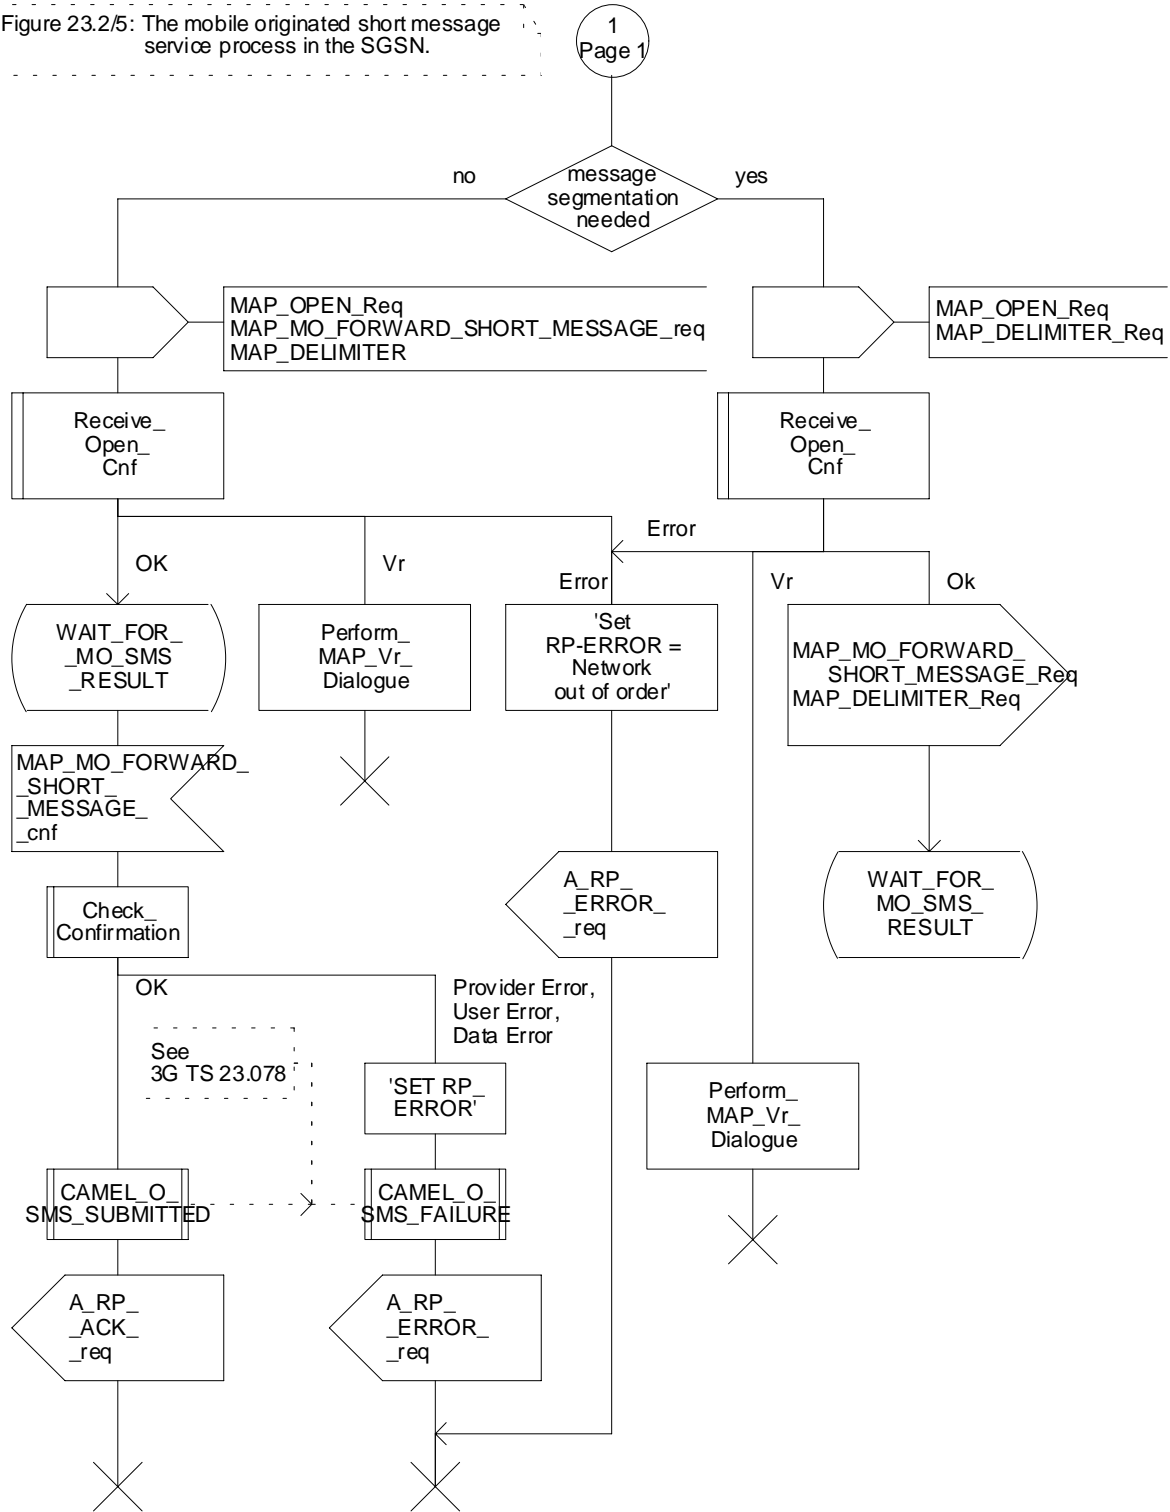 Figure 23.2/5: The mobile originated short message
service process in the SGSN.
1
Page 1
message
segmentation
needed
no
yes
MAP_OPEN_Req
MAP_MO_FORWARD_SHORT_MESSAGE_req
MAP_DELIMITER
MAP_OPEN_Req
MAP_DELIMITER_Req
Receive_
Open_
Cnf
Receive_
Open_
Cnf
Error
OK
Vr
Error
Vr
Ok
WAIT_FOR_
_MO_SMS
_RESULT
Perform_
MAP_Vr_
Dialogue
'Set
RP-ERROR =
Network
out of order'
MAP_MO_FORWARD_
SHORT_MESSAGE_Req
MAP_DELIMITER_Req
MAP_MO_FORWARD_
_SHORT_
_MESSAGE_
_cnf
A_RP_
_ERROR_
_req
WAIT_FOR_
MO_SMS_
RESULT
Check_
Confirmation
OK
Provider Error,
User Error,
Data Error
See
3G TS 23.078
'SET RP_
ERROR'
Perform_
MAP_Vr_
Dialogue
CAMEL_O_
SMS_SUBMITTED
CAMEL_O_
SMS_FAILURE
A_RP_
_ACK_
_req
A_RP_
_ERROR_
_req